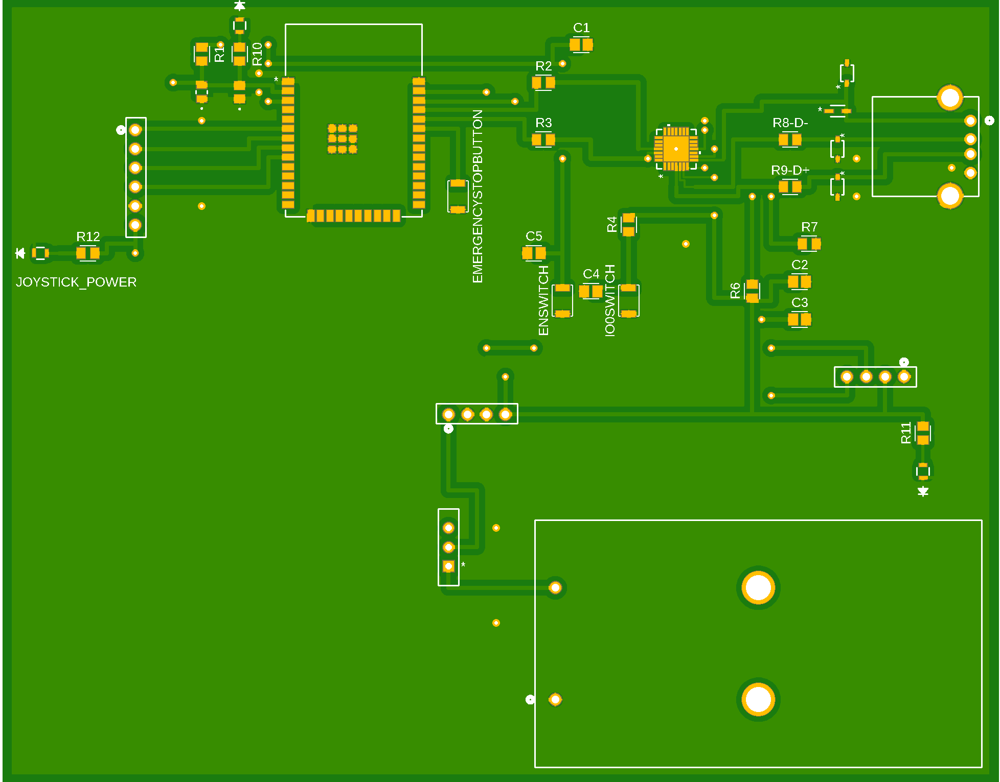 C1
R1
R10
R2
*
*
*
R8-D-
R3
*
EMERGENCYSTOPBUTTON
R9-D+
*
*
R4
R7
R12
C5
C2
C4
JOYSTICK_POWER
R6
ENSWITCH
IO0SWITCH
C3
R11
*